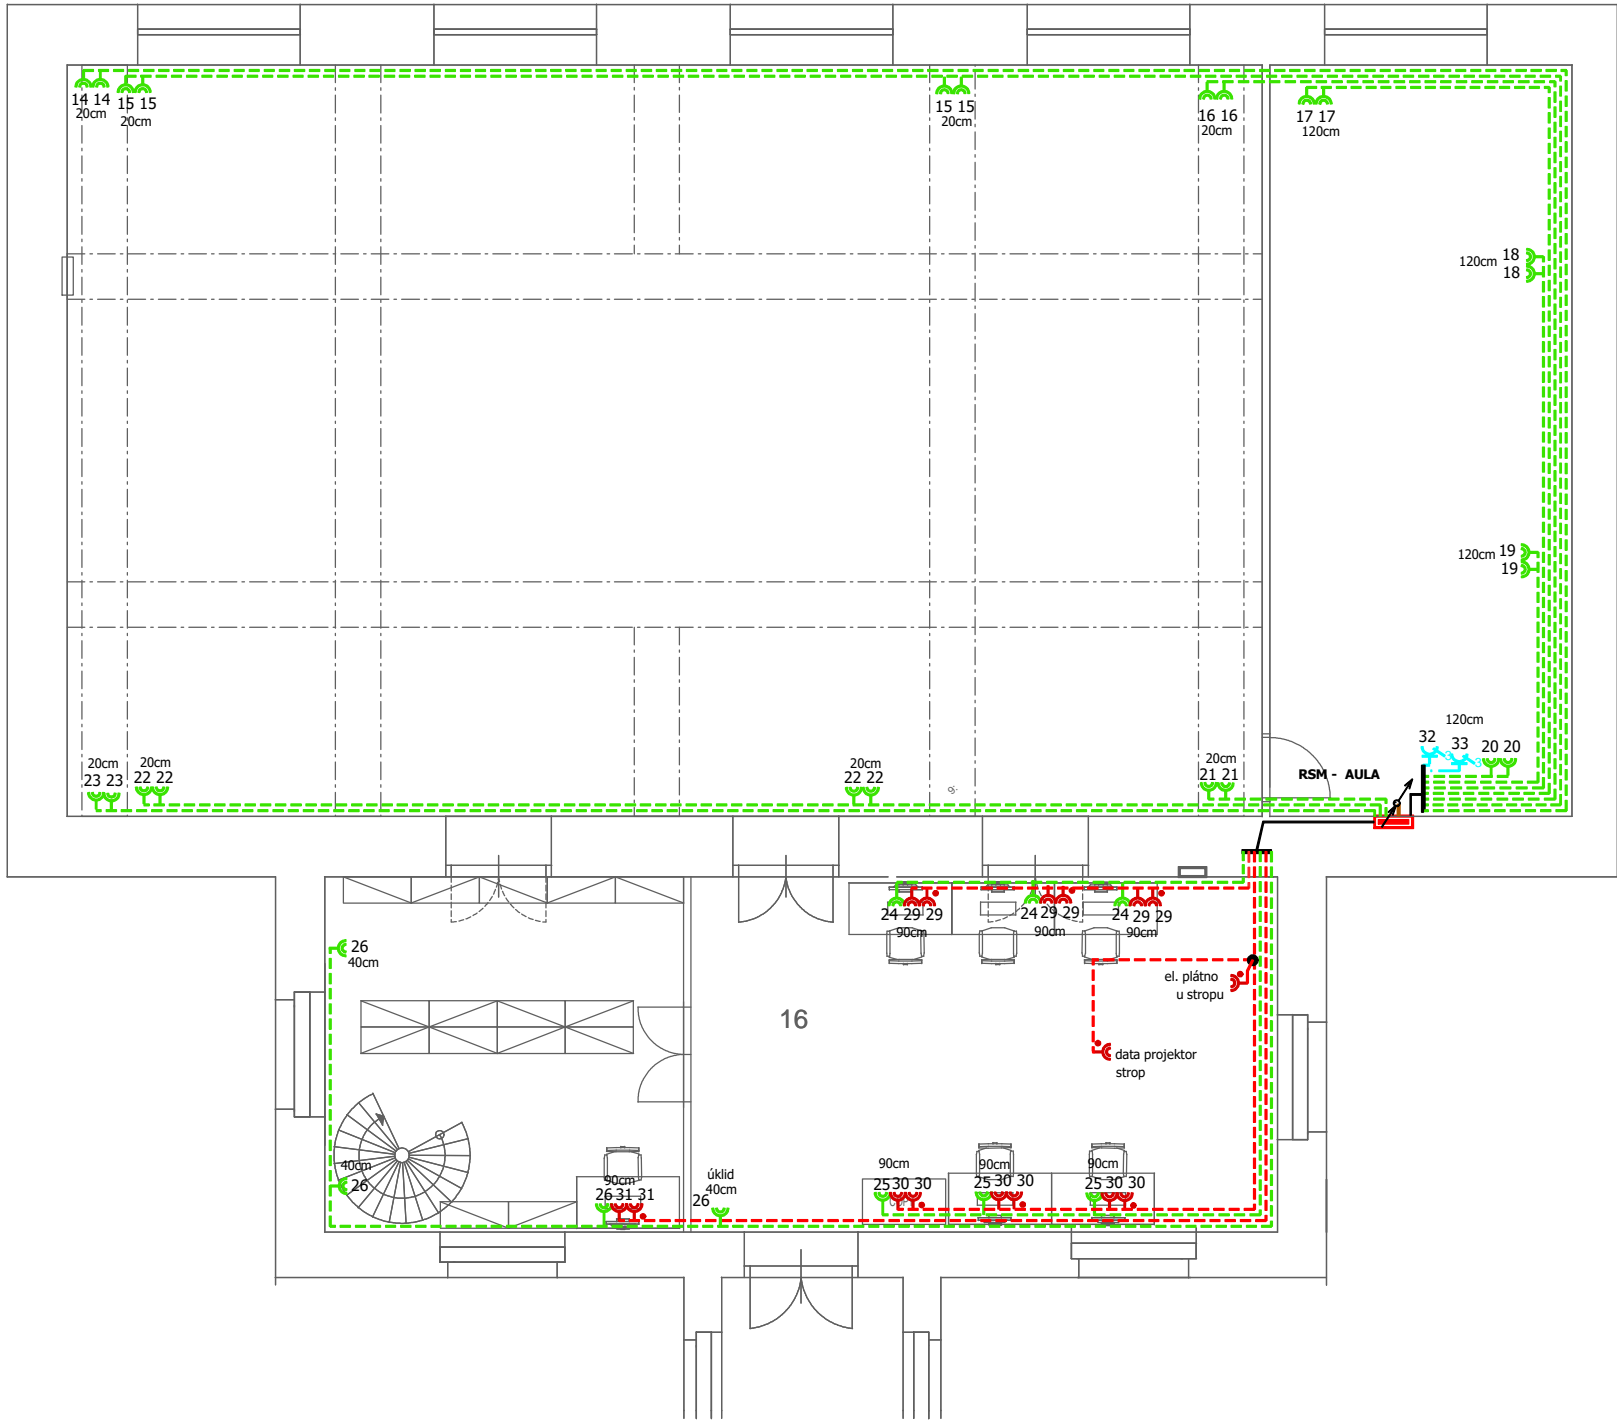 14 14
20cm
15 15
20cm
15 15
20cm
16 16
20cm
17 17
120cm
120cm 18
18
120cm 19
19
120cm
32
33
20 20
RSM - AULA
20cm
23 23
20cm
22 22
20cm
22 22
20cm
21 21
24 29 29
90cm
24 29 29
90cm
24 29 29
90cm
26
40cm
el. plátno
u stropu
16
data projektor
strop
40cm
26
90cm
26 31 31
úklid
40cm
26
90cm
25 30 30
90cm
25 30 30
90cm
25 30 30